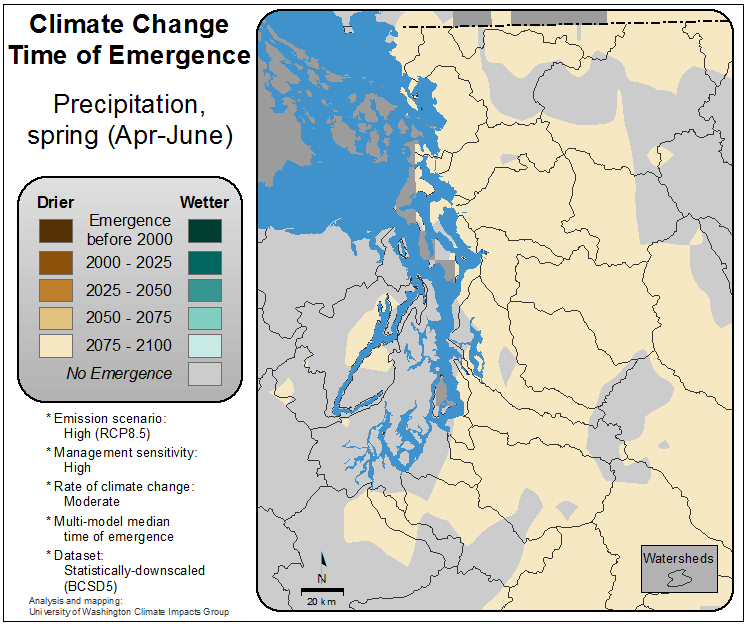 Climate Change
Time of Emergence
Precipitation,
spring (Apr-June)
Drier Wetter
Emergence
before 2000
2000 - 2025
2025 - 2050
2050 - 2075
2075 - 2100
No Emergence
* Emission scenario:
High (RCP8.5)
* Management sensitivity:
High
* Rate of climate change:
Moderate
* Multi-model median
time of emergence
* Dataset:
Statistically-downscaled
(BCSD5)
Analysis and mapping:
University of Washington Climate Impacts Group
N
20 km
Watersheds